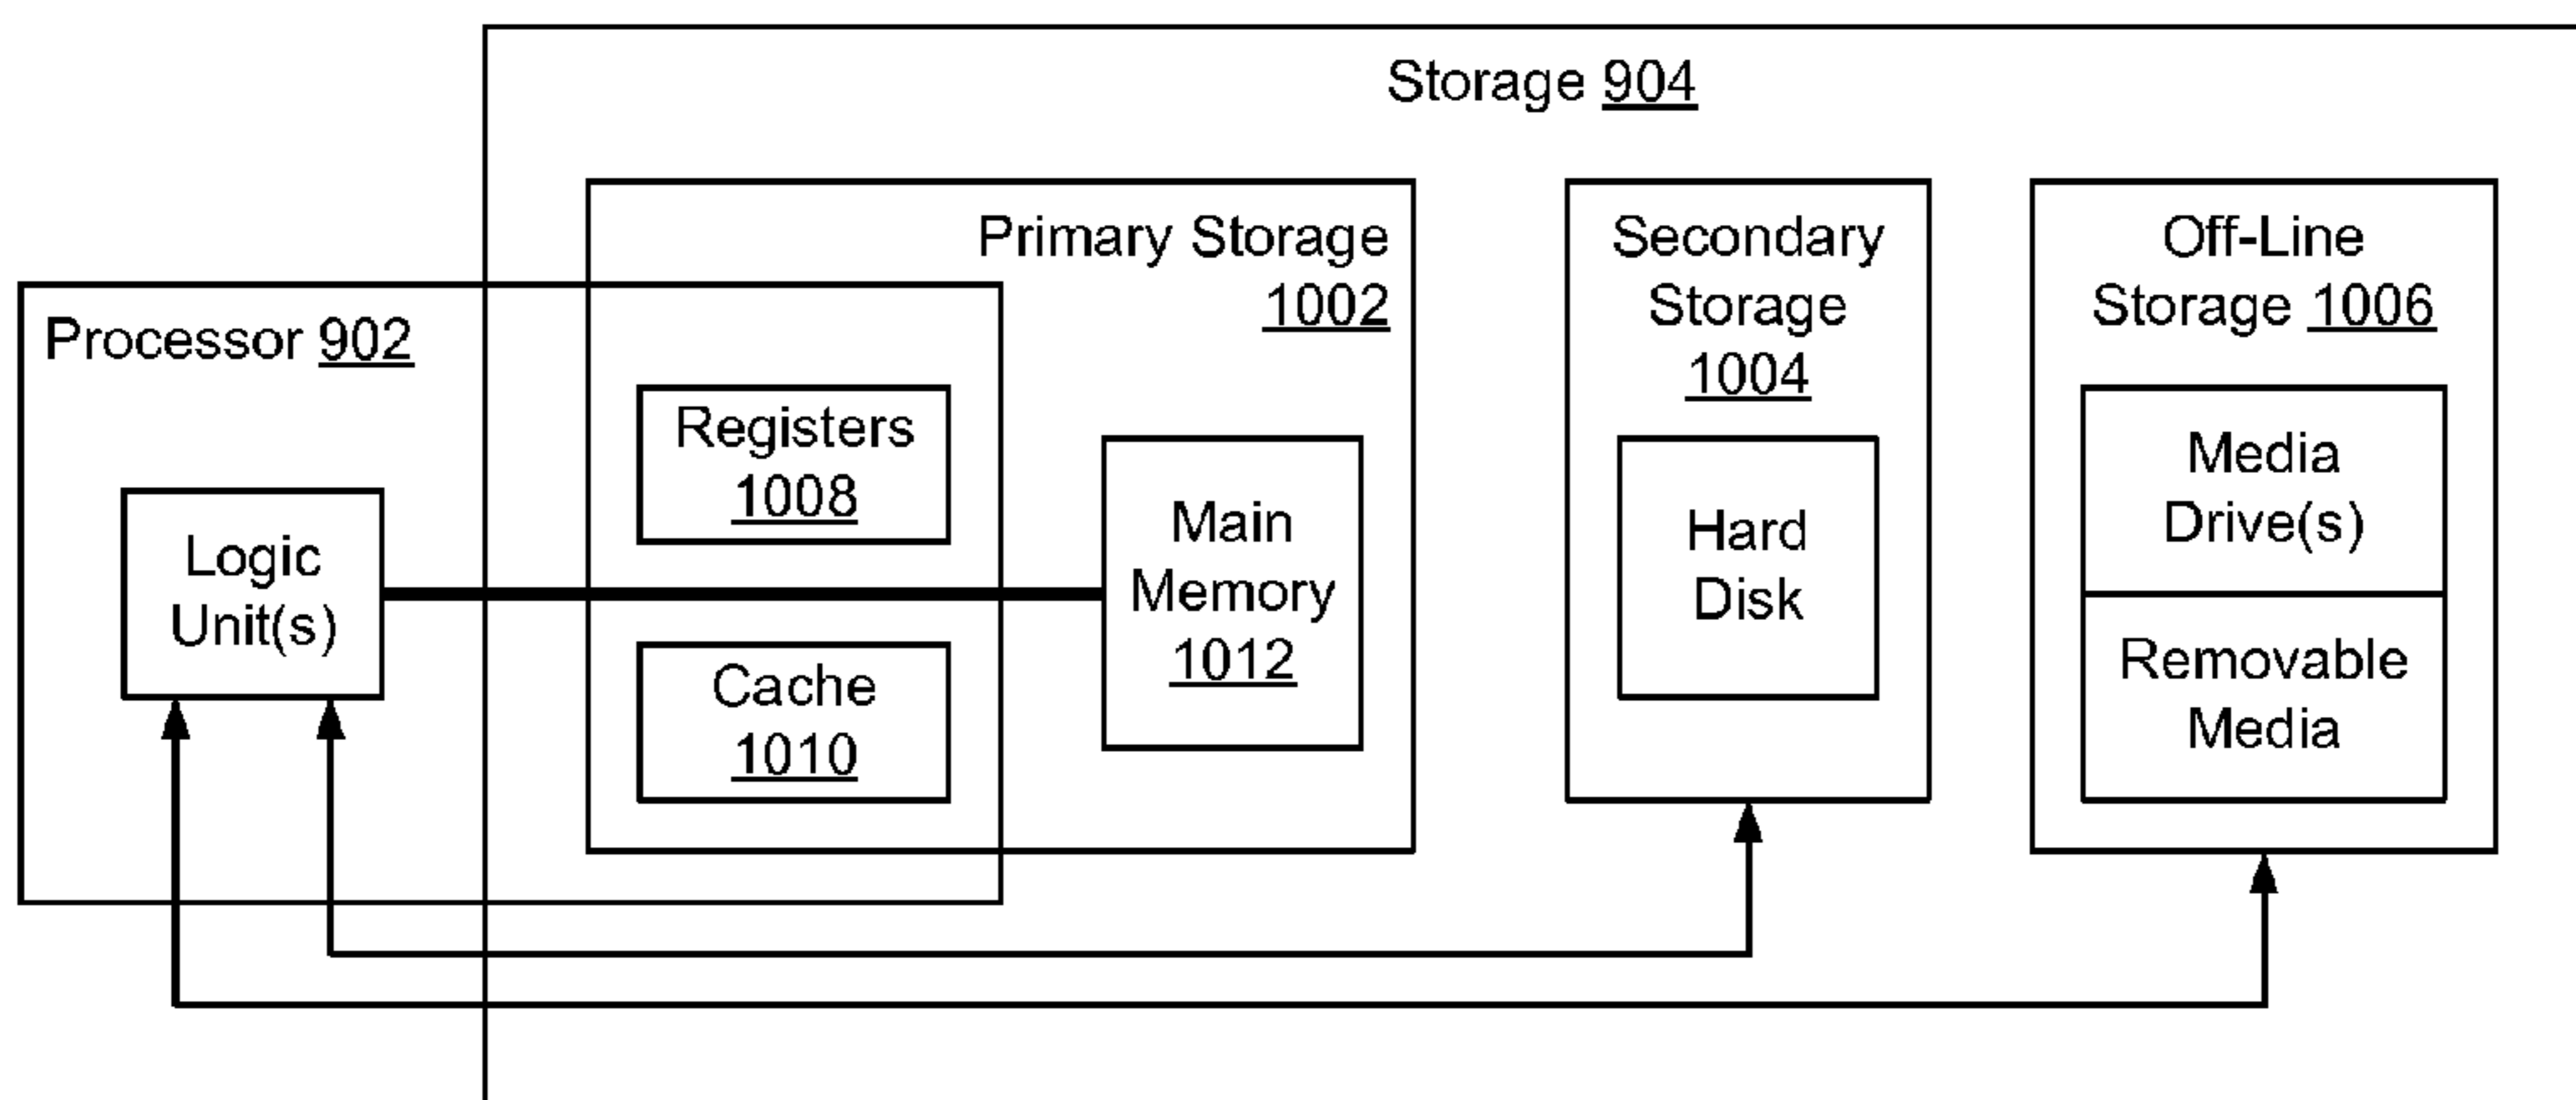 Storage 904
Primary Storage
1002
Secondary
Storage
1004
Off-Line
Storage 1006
Processor 902
Registers
1008
Logic
Unit(s)
Cache
1010
Main
Memory
1012
Hard
Disk
Media
Drive(s)
Removable
Media